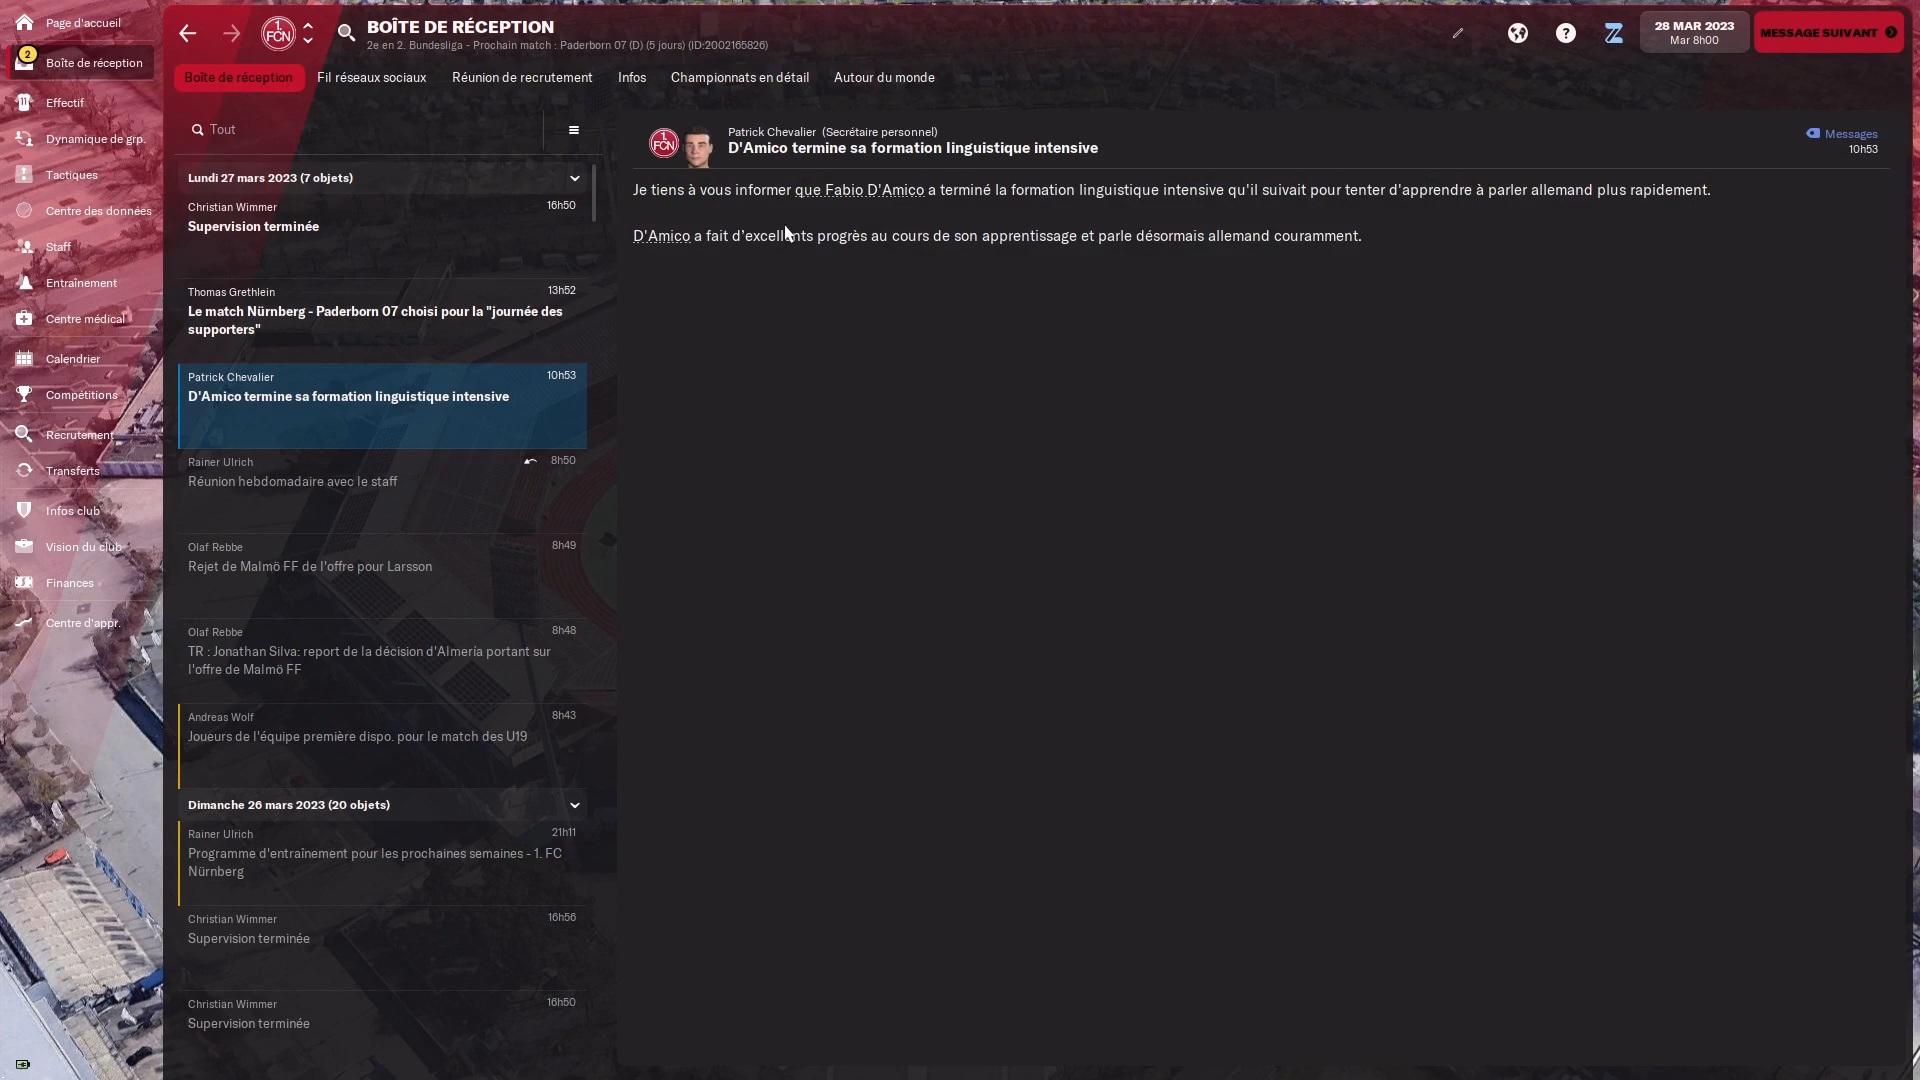 Page d'accueil
2
Boîte de réception
Effectif
Dynamique de grp.
Tactiques
Centre des données
Staff
Entraînement
Centre médical
Calendrier
Compétitions
Recrutement
Transferts
Infos club
Vision du club
Finances
Centre d'appr.
1. FCN
BOÎTE DE RÉCEPTION
2e en 2. Bundesliga - Prochain match : Paderborn 07 (D) (5 jours) (ID:2002165826)
28 MAR 2023
Mar 8h00
MESSAGE SUIVANT
Boîte de réception
Fil réseaux sociaux
Réunion de recrutement
Infos
Championnats en détail
Autour du monde
Tout
Lundi 27 mars 2023 (7 objets)
Christian Wimmer
16h50
Supervision terminée
Thomas Grethlein
13h52
Le match Nürnberg - Paderborn 07 choisi pour la "journée des
supporters"
Patrick Chevalier
10h53
D'Amico termine sa formation linguistique intensive
Rainer Ulrich
8h50
Réunion hebdomadaire avec le staff
Olaf Rebbe
8h49
Rejet de Malmö FF de l'offre pour Larsson
Olaf Rebbe
8h48
TR : Jonathan Silva: report de la décision d'Almería portant sur
l'offre de Malmö FF
Andreas Wolf
8h43
Joueurs de l'équipe première dispo. pour le match des U19
Dimanche 26 mars 2023 (20 objets)
Rainer Ulrich
21h11
Programme d'entraînement pour les prochaines semaines - 1. FC
Nürnberg
Christian Wimmer
16h56
Supervision terminée
Christian Wimmer
16h50
Supervision terminée
1. FCN
Patrick Chevalier (Secrétaire personnel)
D'Amico termine sa formation linguistique intensive
Messages
10h53
Je tiens à vous informer que Fabio D'Amico a terminé la formation linguistique intensive qu'il suivait pour tenter d'apprendre à parler allemand plus rapidement.
D'Amico a fait d’excellents progrès au cours de son apprentissage et parle désormais allemand couramment.